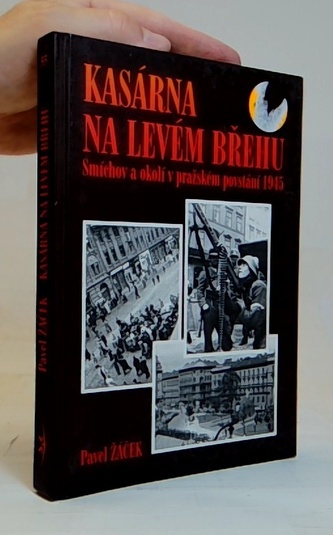 KASÁRNA
NA LEVÉM BŘEHU
Smíchov a okolí v pražském povstání 1945
Pavel ŽÁČEK
Pavel ŽÁČEK KASÁRNA NA LEVÉM BŘEHU